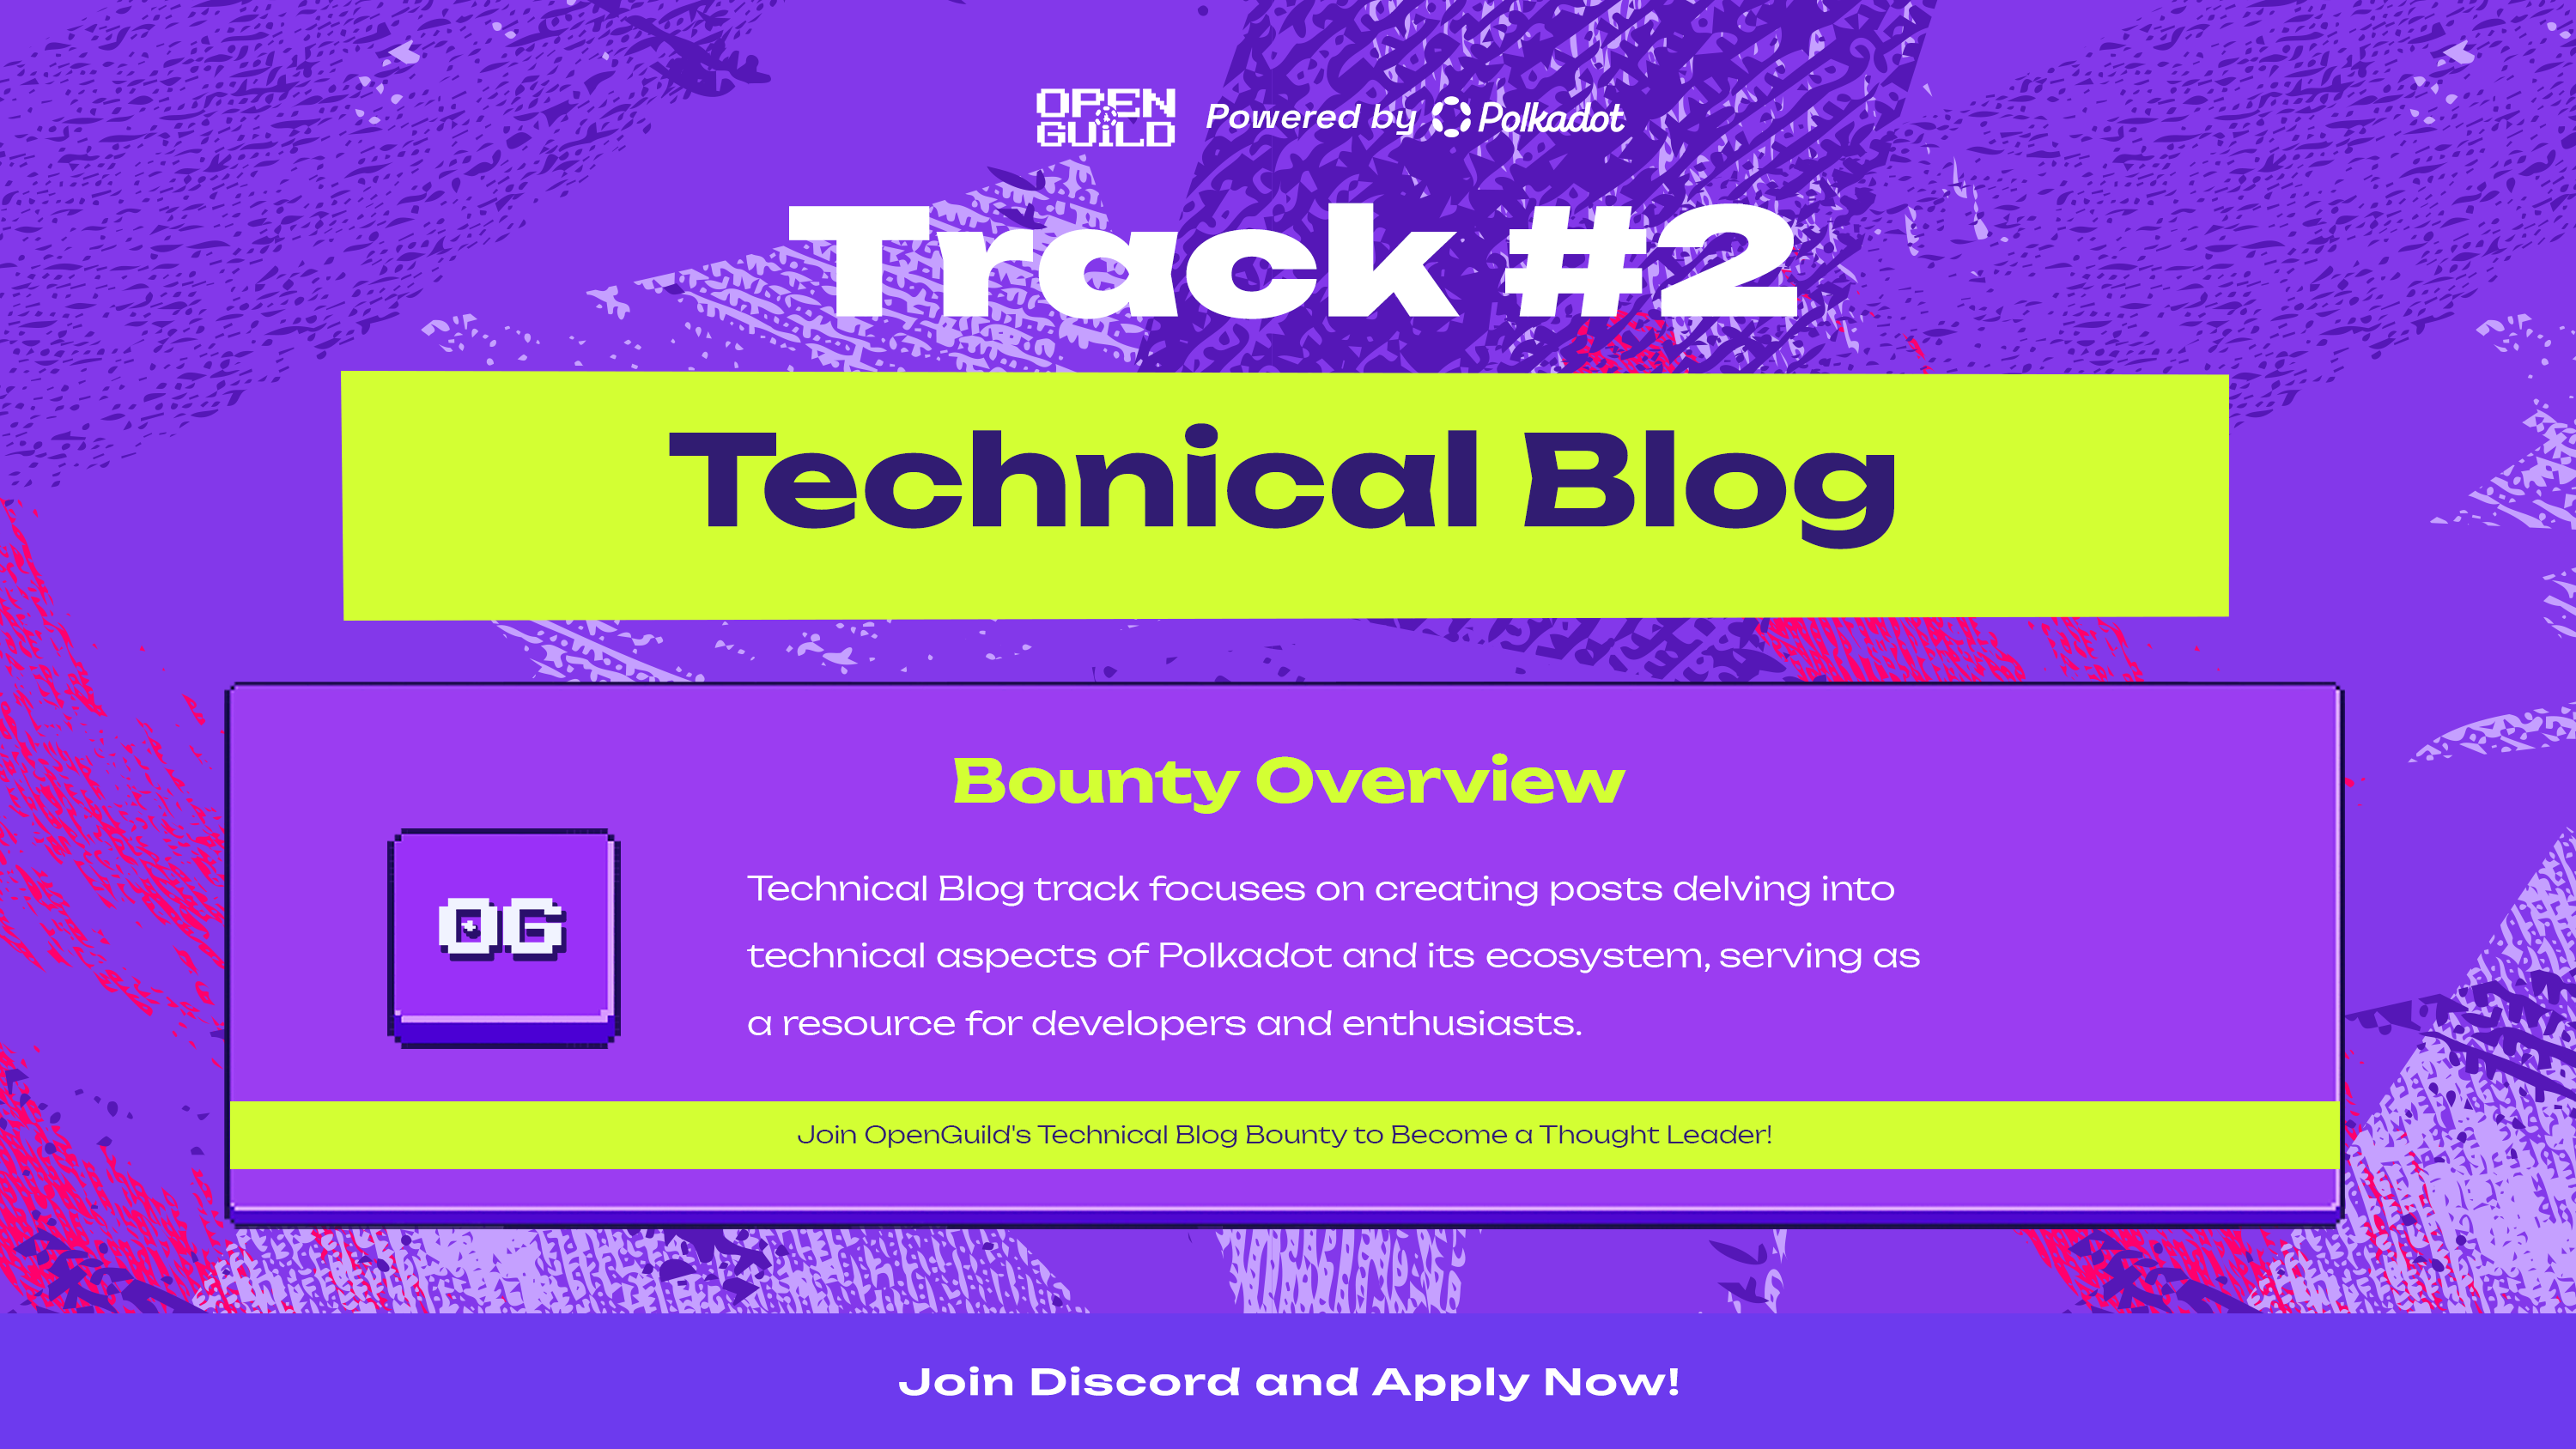 OPEN
GUILD
Powered by Polkadot
Track #2
Technical Blog
Bounty Overview
OG
Technical Blog track focuses on creating posts delving into
technical aspects of Polkadot and its ecosystem, serving as
a resource for developers and enthusiasts.
Join OpenGuild's Technical Blog Bounty to Become a Thought Leader!
Join Discord and Apply Now!